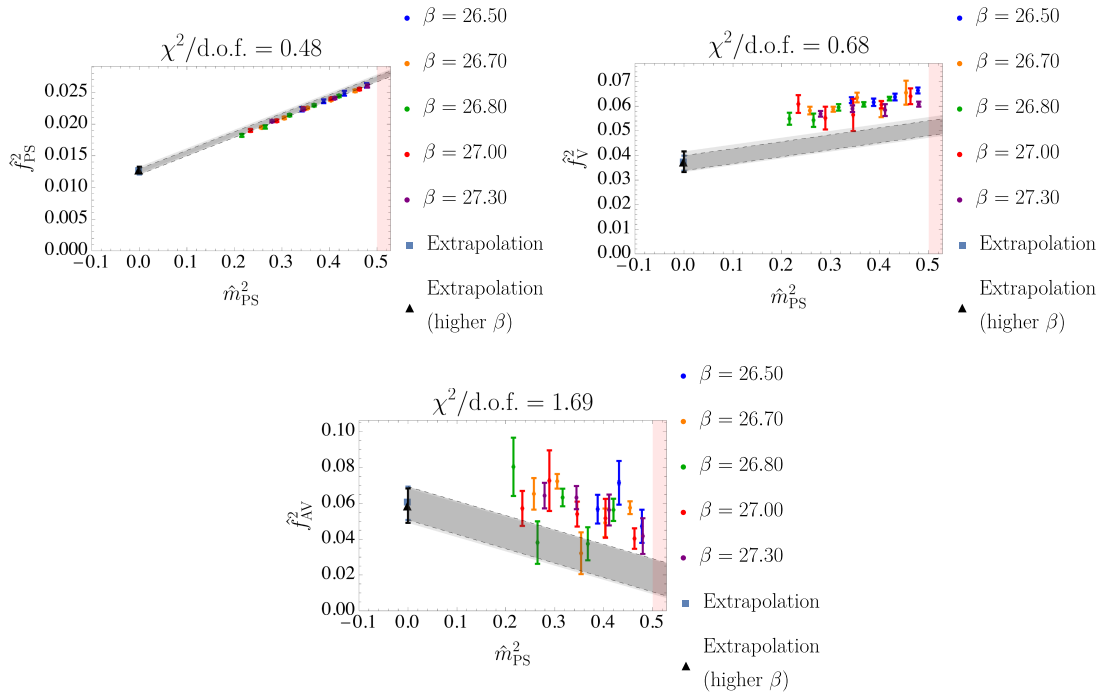 χ²/d.o.f. = 0.48
f̂²_PS
0.025
0.020
0.015
0.010
0.005
0.000
−0.1 0.0 0.1 0.2 0.3 0.4 0.5
m̂²_PS
β = 26.50
β = 26.70
β = 26.80
β = 27.00
β = 27.30
Extrapolation
Extrapolation
(higher β)
χ²/d.o.f. = 0.68
f̂²_V
0.07
0.06
0.05
0.04
0.03
0.02
0.01
0.00
−0.1 0.0 0.1 0.2 0.3 0.4 0.5
m̂²_PS
β = 26.50
β = 26.70
β = 26.80
β = 27.00
β = 27.30
Extrapolation
Extrapolation
(higher β)
χ²/d.o.f. = 1.69
f̂²_AV
0.10
0.08
0.06
0.04
0.02
0.00
−0.1 0.0 0.1 0.2 0.3 0.4 0.5
m̂²_PS
β = 26.50
β = 26.70
β = 26.80
β = 27.00
β = 27.30
Extrapolation
Extrapolation
(higher β)